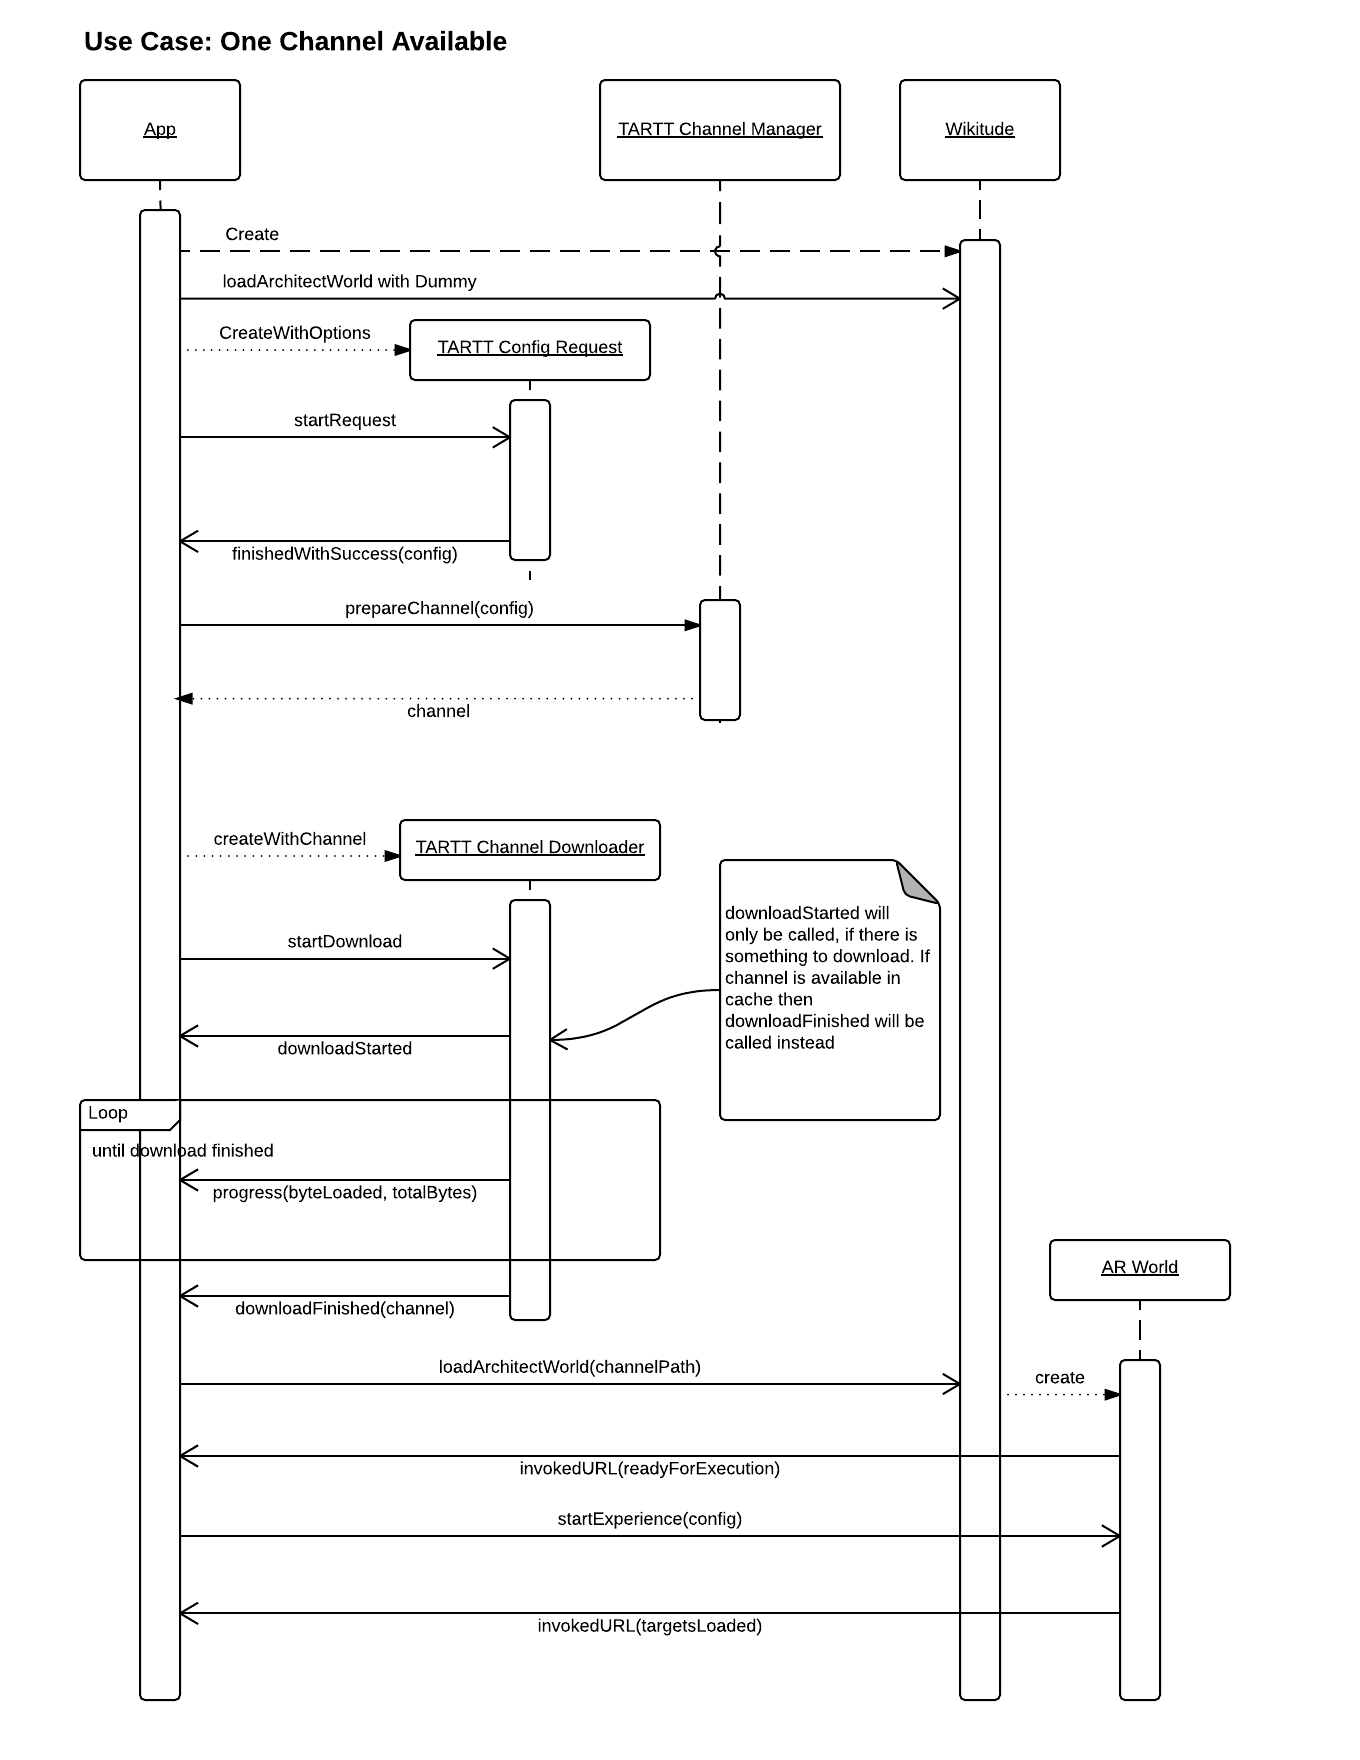 Use Case: One Channel Available
App
TARTT Channel Manager
Wikitude
Create
loadArchitectWorld with Dummy
CreateWithOptions
TARTT Config Request
startRequest
finishedWithSuccess(config)
prepareChannel(config)
channel
createWithChannel
TARTT Channel Downloader
downloadStarted will
only be called, if there is
something to download. If
channel is available in
cache then
downloadFinished will be
called instead
startDownload
downloadStarted
Loop
until download finished
progress(byteLoaded, totalBytes)
AR World
downloadFinished(channel)
loadArchitectWorld(channelPath)
create
invokedURL(readyForExecution)
startExperience(config)
invokedURL(targetsLoaded)